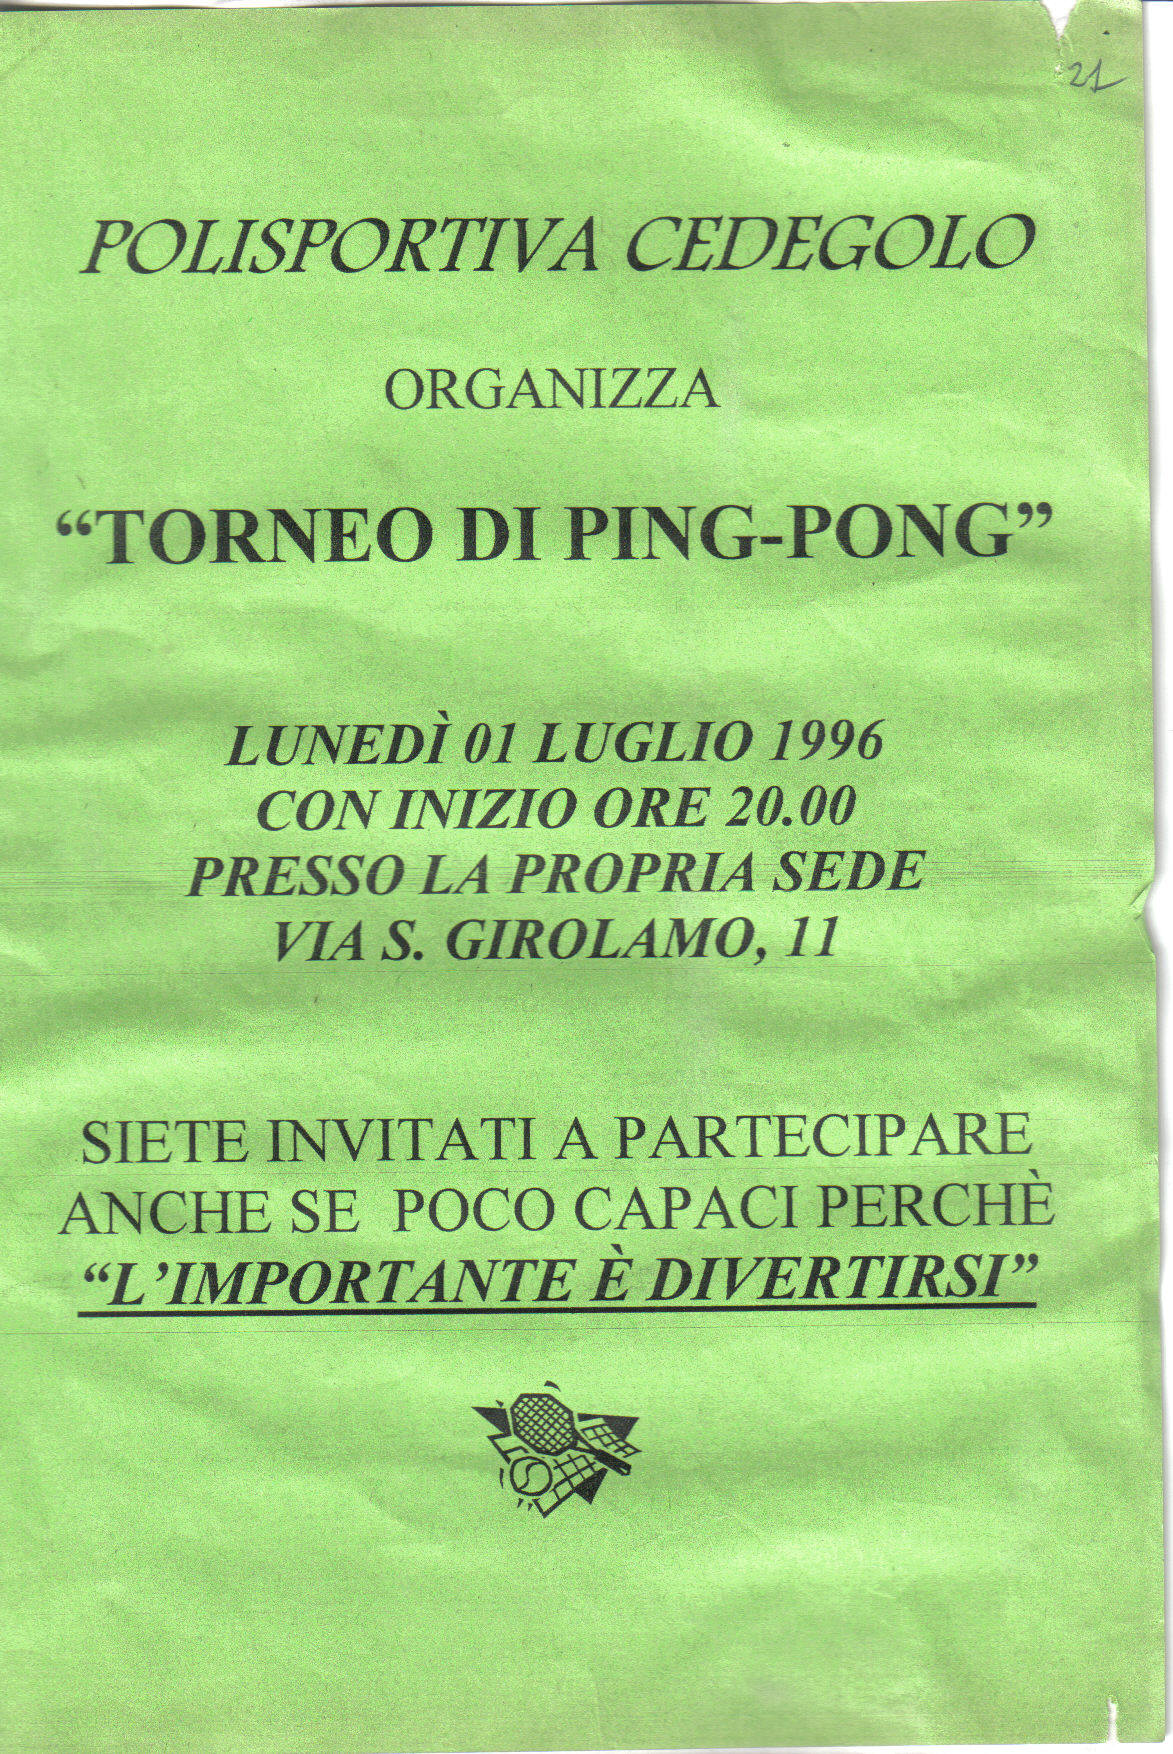 21
POLISPORTIVA CEDEGOLO
ORGANIZZA
“TORNEO DI PING-PONG”
LUNEDÌ 01 LUGLIO 1996
CON INIZIO ORE 20.00
PRESSO LA PROPRIA SEDE
VIA S. GIROLAMO, 11
SIETE INVITATI A PARTECIPARE
ANCHE SE POCO CAPACI PERCHÈ
“L’IMPORTANTE È DIVERTIRSI”